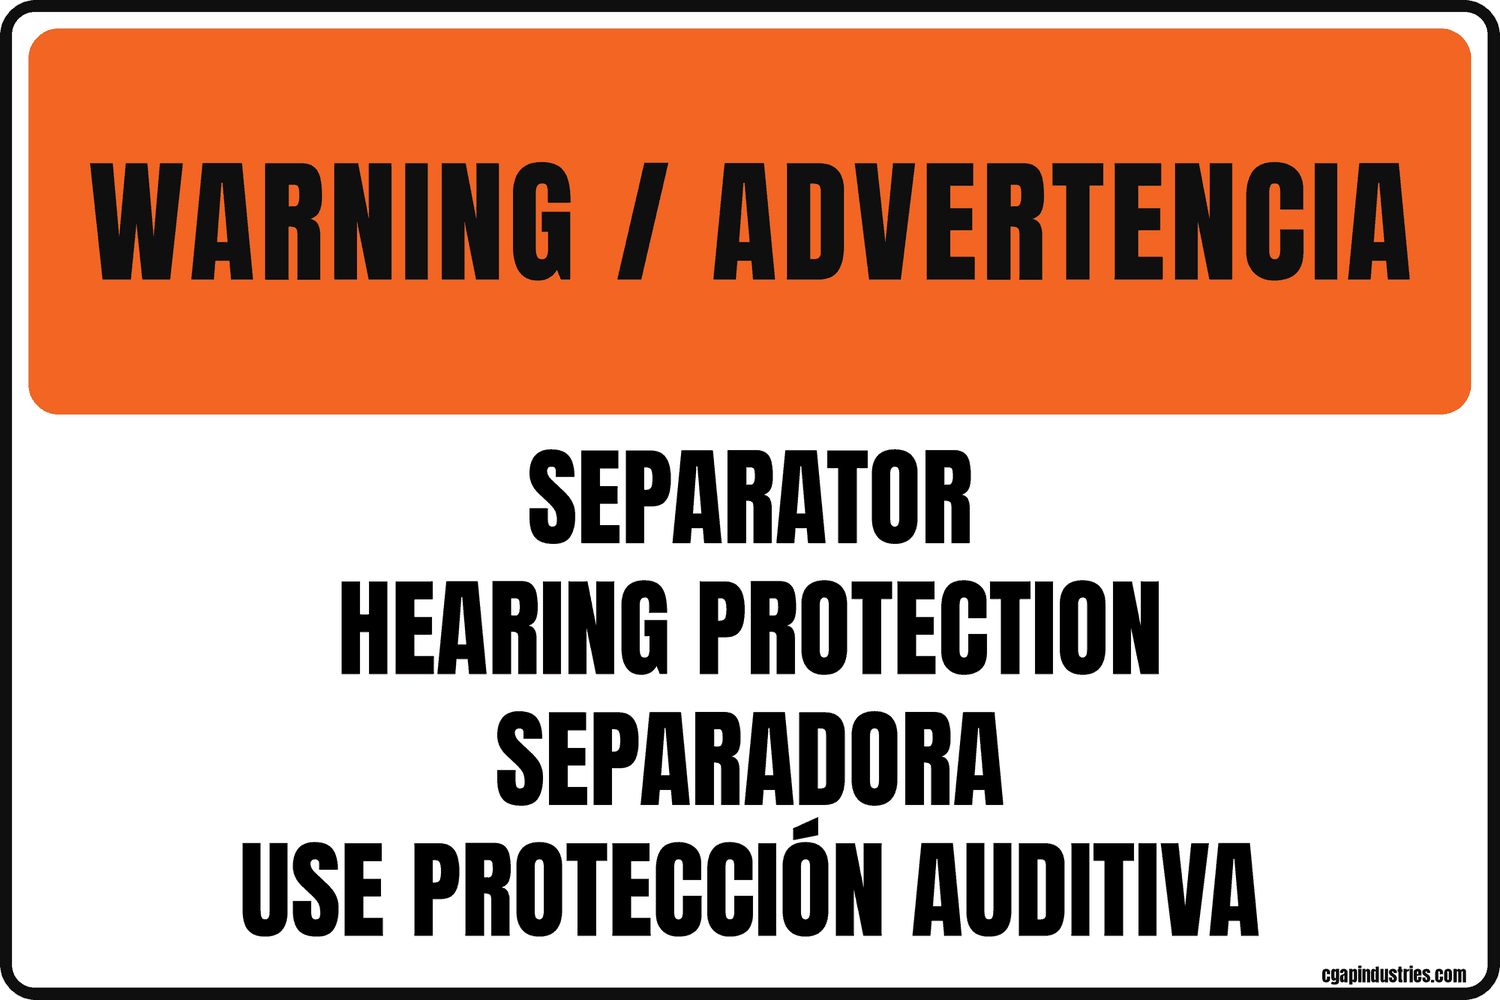 WARNING / ADVERTENCIA
SEPARATOR
HEARING PROTECTION
SEPARADORA
USE PROTECCIÓN AUDITIVA
cgapindustries.com